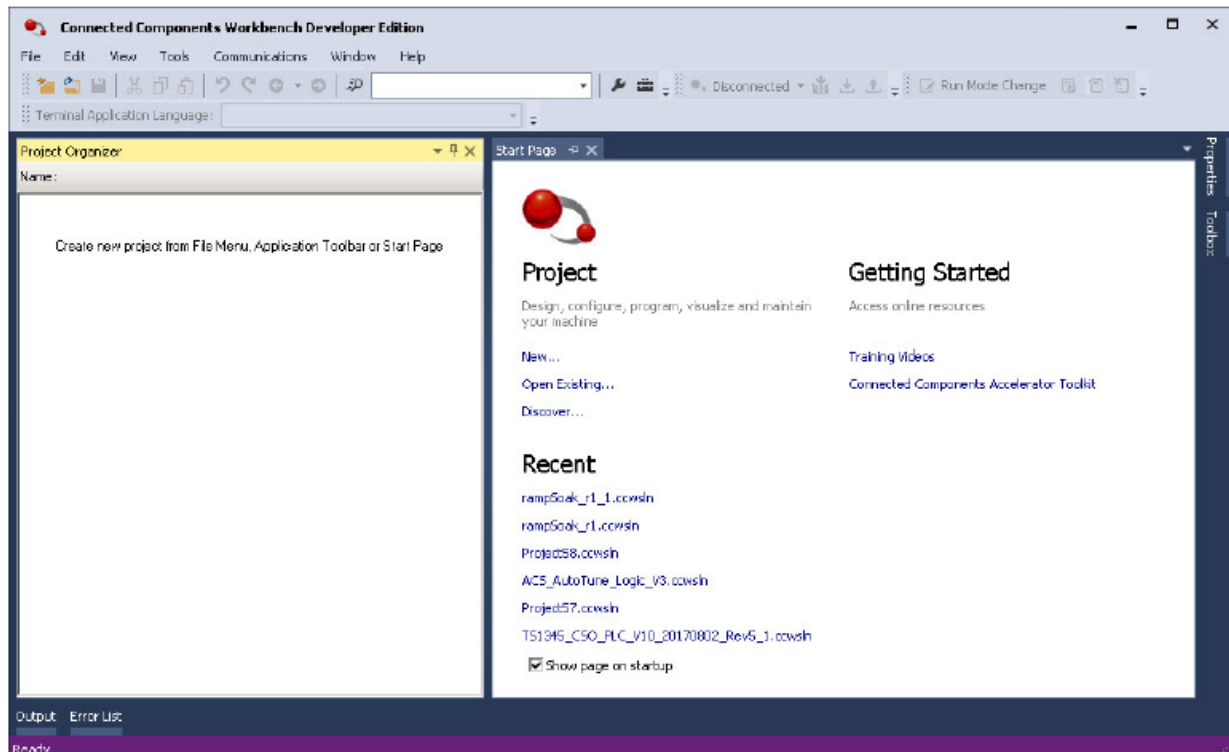 Connected Components Workbench Developer Edition
File Edit View Tools Communications Window Help
Disconnected Run Mode Change
Terminal Application Language:
Project Organizer
Name:
Create new project from File Menu, Application Toolbar or Start Page
Start Page
Project
Design, configure, program, visualize and maintain
your machine
New...
Open Existing...
Discover...
Recent
rampSoak_r1_1.ccwsln
rampSoak_r1.ccwsln
Project58.ccwsln
ACS_AutoTune_Logic_V3.ccwsln
Project57.ccwsln
TS1345_CSO_PLC_V10_20170802_Rev5_1.ccwsln
Show page on startup
Getting Started
Access online resources
Training Videos
Connected Components Accelerator Toolkit
Properties
Toolbox
Output Error List
Ready